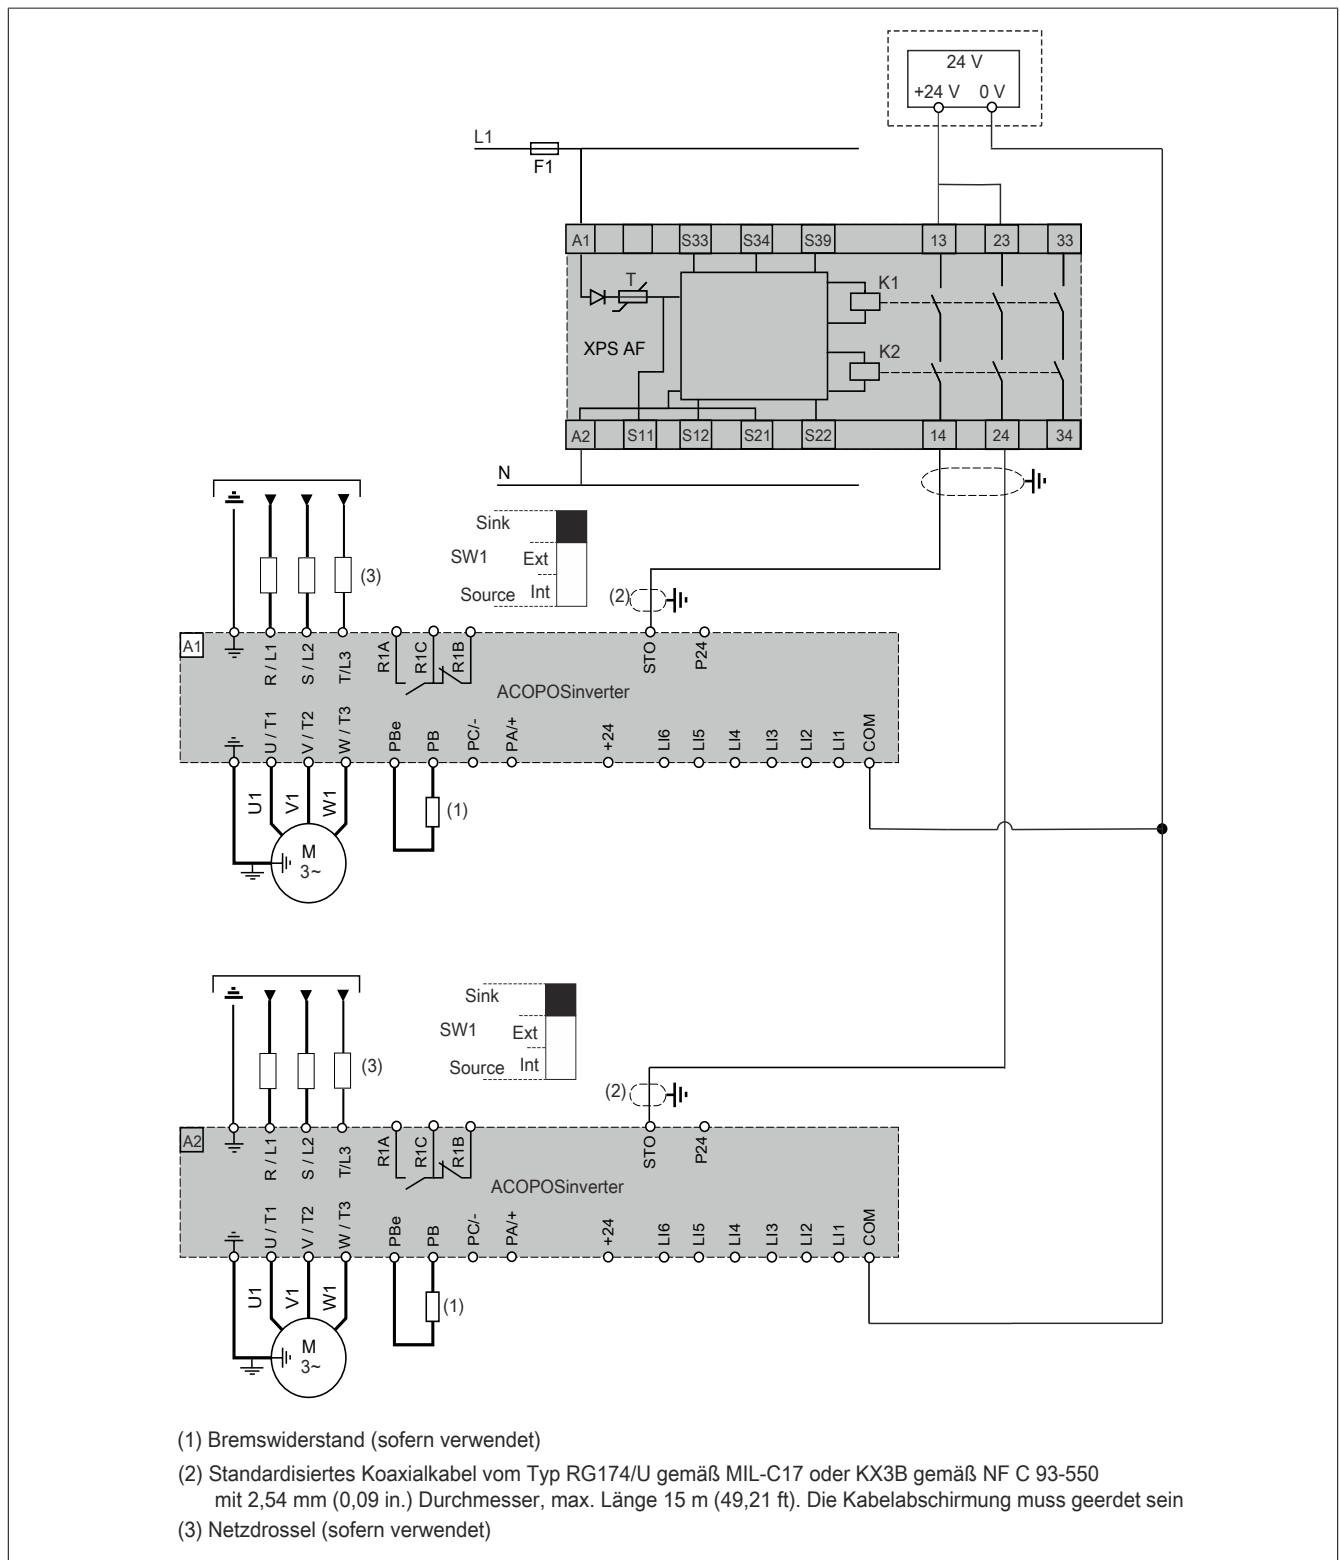 24 V
+24 V 0 V
L1
F1
A1 S33 S34 S39 13 23 33
T
K1
XPS AF
K2
A2 S11 S12 S21 S22 14 24 34
N
Sink
SW1 Ext
Source Int
(3)
(2)
A1
R / L1 S / L2 T/L3 R1A R1C R1B STO P24
ACOPOSinverter
U / T1 V / T2 W / T3 PBe PB PC/- PA/+ +24 LI6 LI5 LI4 LI3 LI2 LI1 COM
U1 V1 W1
(1)
M
3~
Sink
SW1 Ext
Source Int
(3)
(2)
A2
R / L1 S / L2 T/L3 R1A R1C R1B STO P24
ACOPOSinverter
U / T1 V / T2 W / T3 PBe PB PC/- PA/+ +24 LI6 LI5 LI4 LI3 LI2 LI1 COM
U1 V1 W1
(1)
M
3~
(1) Bremswiderstand (sofern verwendet)
(2) Standardisiertes Koaxialkabel vom Typ RG174/U gemäß MIL-C17 oder KX3B gemäß NF C 93-550
mit 2,54 mm (0,09 in.) Durchmesser, max. Länge 15 m (49,21 ft). Die Kabelabschirmung muss geerdet sein
(3) Netzdrossel (sofern verwendet)